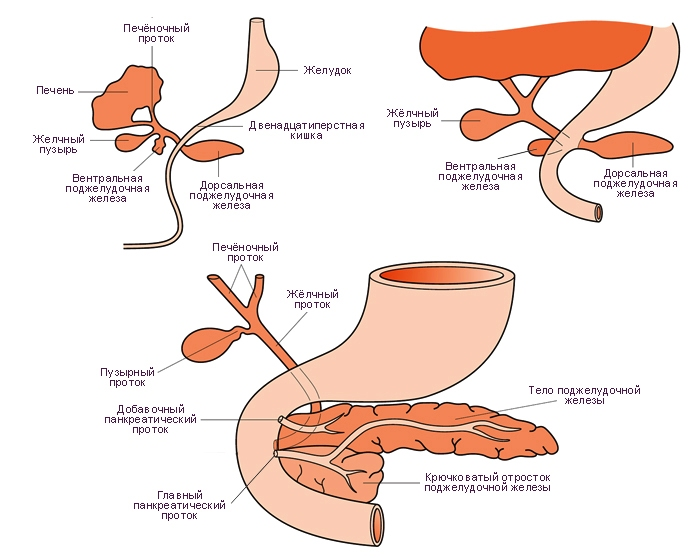 Печёночный
проток
Желудок
Печень
Двенадцатиперстная
кишка
Желчный
пузырь
Вентральная
поджелудочная
железа
Дорсальная
поджелудочная
железа
Жёлчный
пузырь
Вентральная
поджелудочная
железа
Дорсальная
поджелудочная
железа
Печёночный
проток
Жёлчный
проток
Пузырный
проток
Тело поджелудочной
железы
Добавочный
панкреатический
проток
Крючковатый отросток
поджелудочной железы
Главный
панкреатический
проток